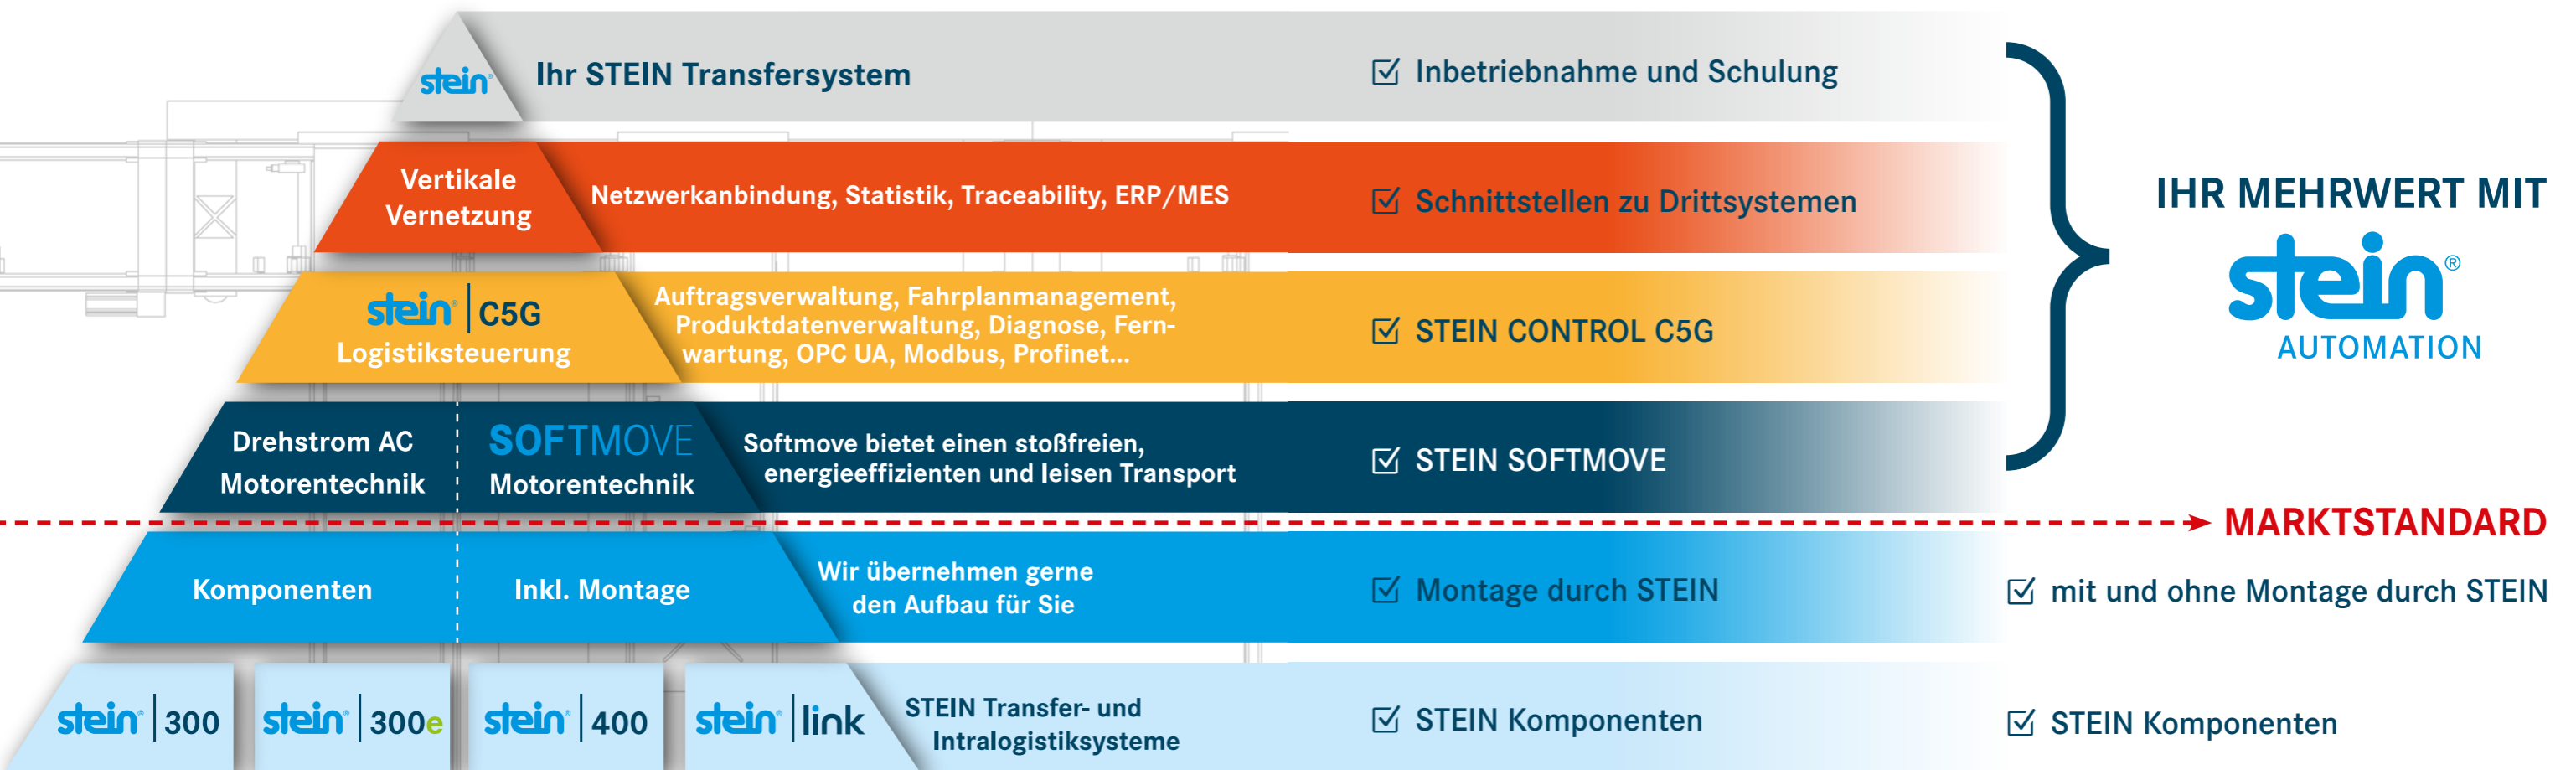 stein®
Ihr STEIN Transfersystem
Inbetriebnahme und Schulung
Vertikale
Vernetzung
Netzwerkanbindung, Statistik, Traceability, ERP/MES
Schnittstellen zu Drittsystemen
stein® | C5G
Logistiksteuerung
Auftragsverwaltung, Fahrplanmanagement,
Produktdatenverwaltung, Diagnose, Fern-
wartung, OPC UA, Modbus, Profinet...
STEIN CONTROL C5G
Drehstrom AC
Motorentechnik
SOFTMOVE
Motorentechnik
Softmove bietet einen stoßfreien,
energieeffizienten und leisen Transport
STEIN SOFTMOVE
IHR MEHRWERT MIT
stein®
AUTOMATION
MARKTSTANDARD
Komponenten
Inkl. Montage
Wir übernehmen gerne
den Aufbau für Sie
Montage durch STEIN
mit und ohne Montage durch STEIN
stein® | 300
stein® | 300e
stein® | 400
stein® | link
STEIN Transfer- und
Intralogistiksysteme
STEIN Komponenten
STEIN Komponenten